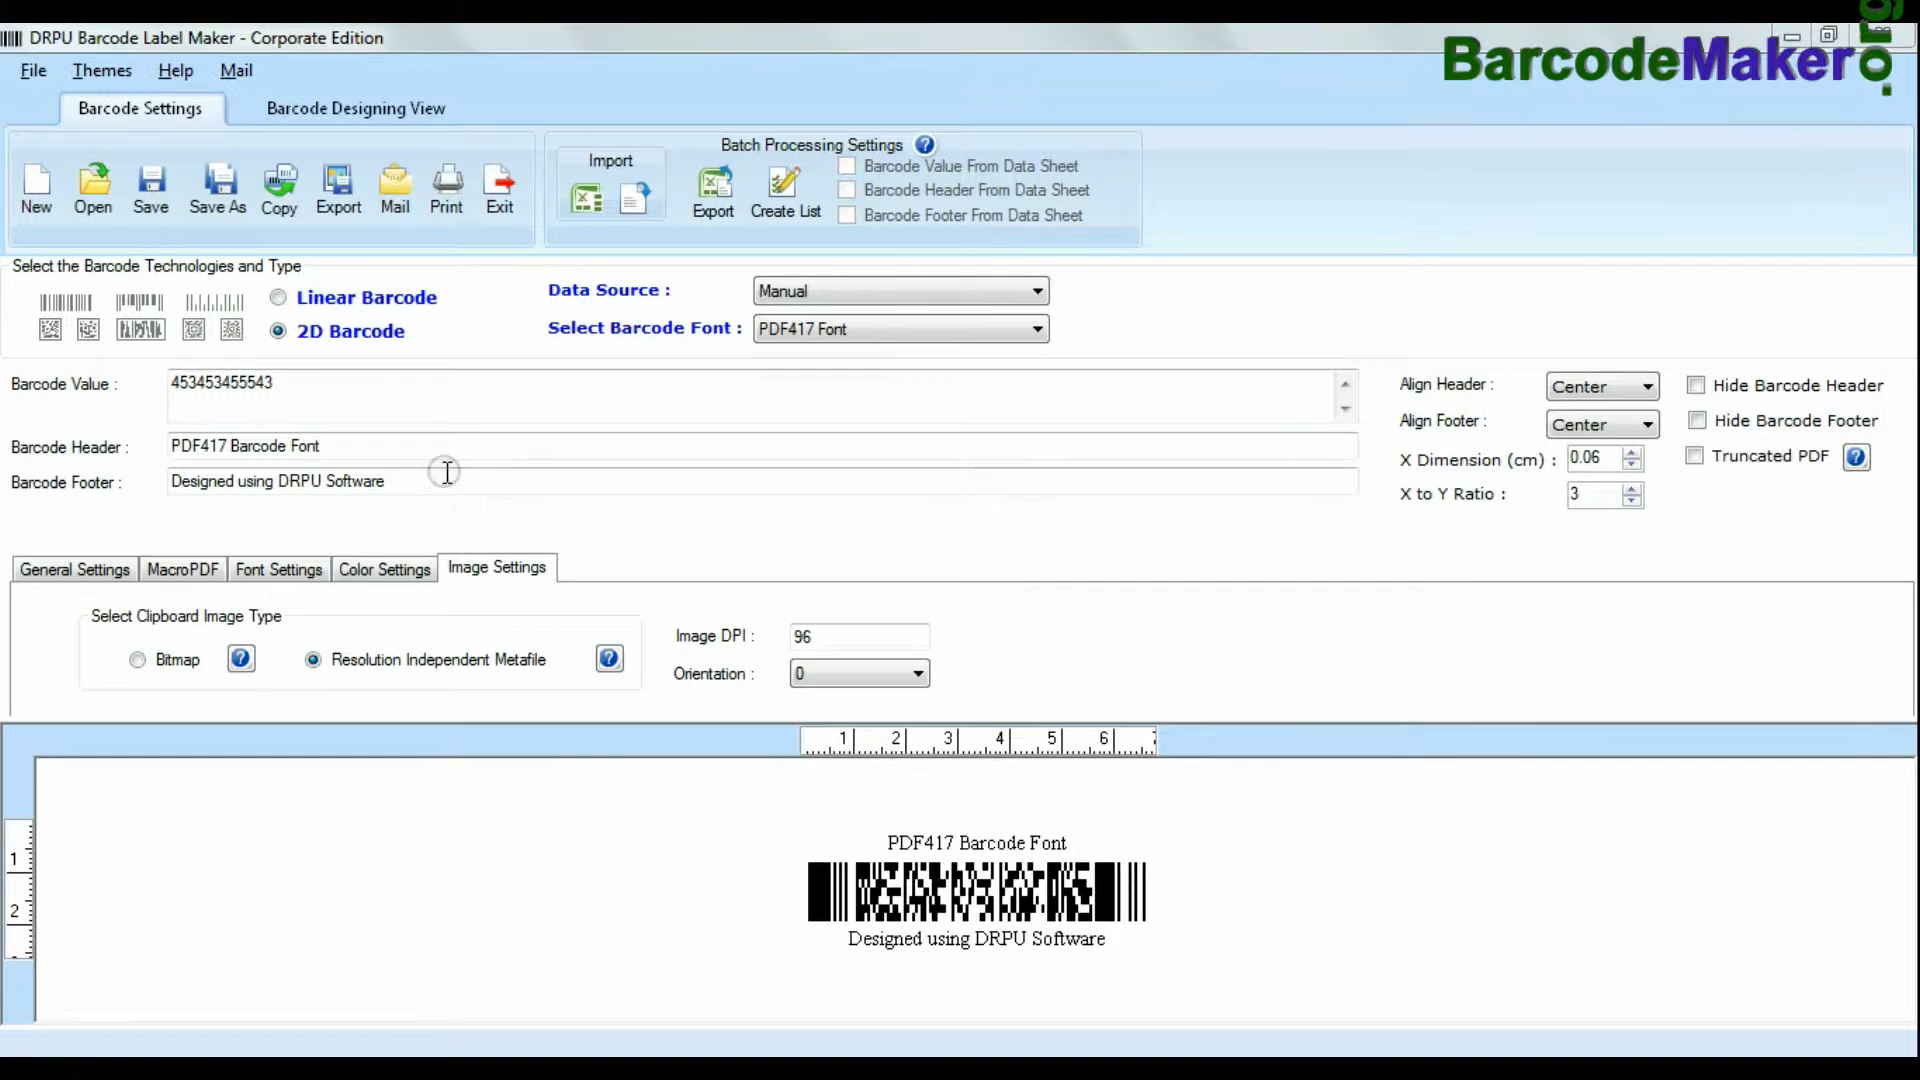 DRPU Barcode Label Maker - Corporate Edition
BarcodeMaker.org
File Themes Help Mail
Barcode Settings Barcode Designing View
New Open Save Save As Copy Export Mail Print Exit
Batch Processing Settings ?
Import
Export Create List
Barcode Value From Data Sheet
Barcode Header From Data Sheet
Barcode Footer From Data Sheet
Select the Barcode Technologies and Type
Linear Barcode
2D Barcode
Data Source : Manual
Select Barcode Font : PDF417 Font
Barcode Value : 453453455543
Barcode Header : PDF417 Barcode Font
Barcode Footer : Designed using DRPU Software
Align Header : Center Hide Barcode Header
Align Footer : Center Hide Barcode Footer
X Dimension (cm) : 0.06 Truncated PDF ?
X to Y Ratio : 3
General Settings MacroPDF Font Settings Color Settings Image Settings
Select Clipboard Image Type
Bitmap ? Resolution Independent Metafile ?
Image DPI : 96
Orientation : 0
1 2 3 4 5 6
1
2
PDF417 Barcode Font
Designed using DRPU Software